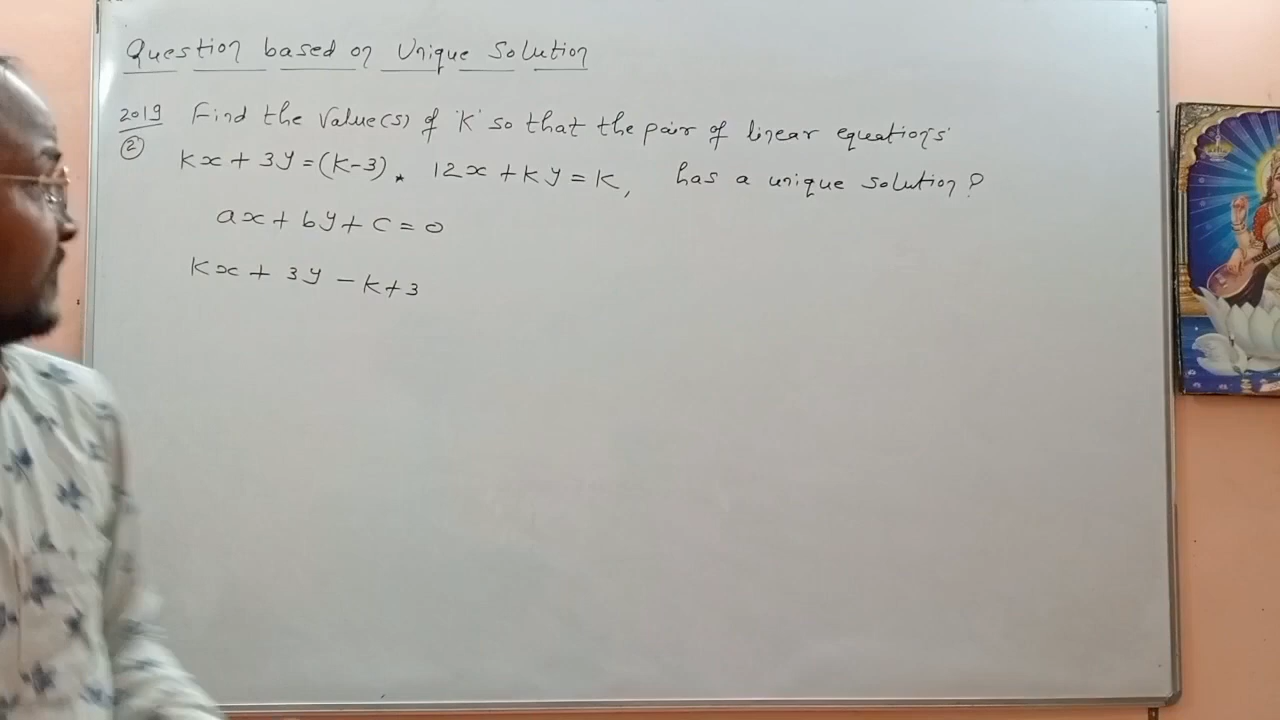 Question based on Unique Solution
2019 Find the value(s) of 'K' so that the pair of linear equations
② Kx + 3y = (K-3) . 12x + Ky = K, has a unique solution?
ax + by + c = 0
Kx + 3y - K + 3